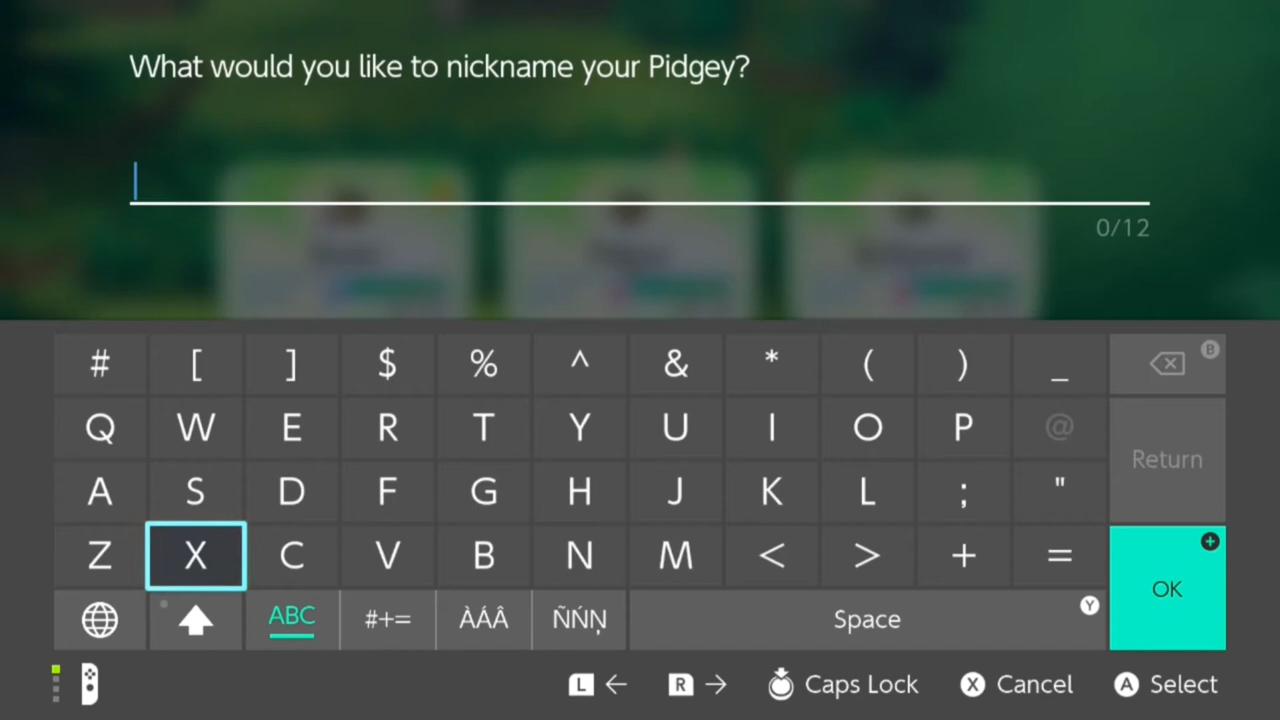 What would you like to nickname your Pidgey?
0/12
# [ ] $ % ^ & * ( ) _ B
Q W E R T Y U I O P @ Return
A S D F G H J K L ; "
Z X C V B N M < > + = OK +
ABC #+= ÀÁÂ ÑŃŅ Space Y
L ← R → Caps Lock X Cancel A Select